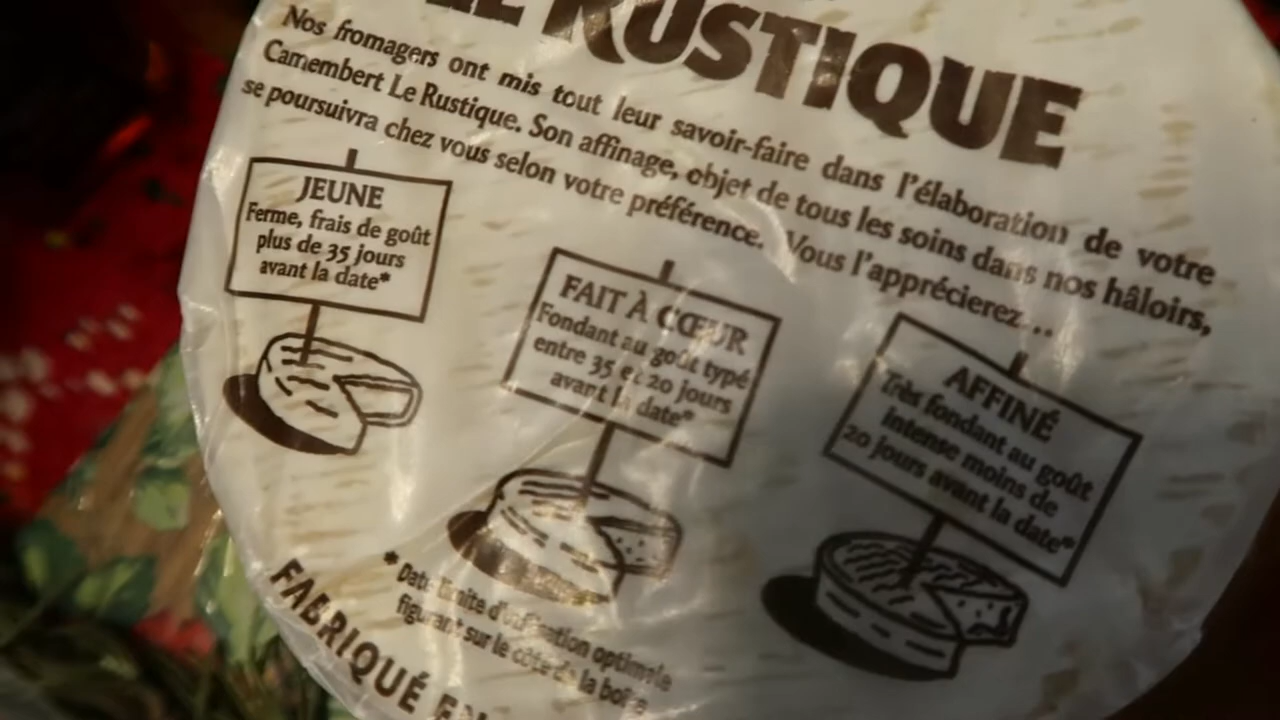 LE RUSTIQUE
Nos fromagers ont mis tout leur savoir-faire dans l'élaboration de votre
Camembert Le Rustique. Son affinage, objet de tous les soins dans nos hâloirs,
se poursuivra chez vous selon votre préférence. Vous l'apprécierez...
JEUNE
Ferme, frais de goût
plus de 35 jours
avant la date*
FAIT À CŒUR
Fondant au goût typé
entre 35 et 20 jours
avant la date*
AFFINÉ
Très fondant au goût
intense moins de
20 jours avant la date*
* Date limite d'utilisation optimale
figurant sur le côté de la boîte
FABRIQUÉ EN